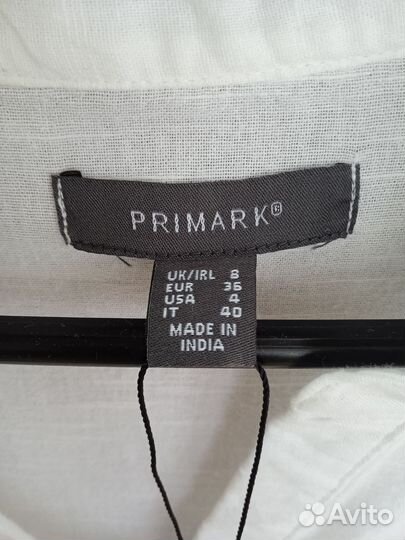 PRIMARK®
UK/IRL 8
EUR 36
USA 4
IT 40
MADE IN
INDIA
Avito